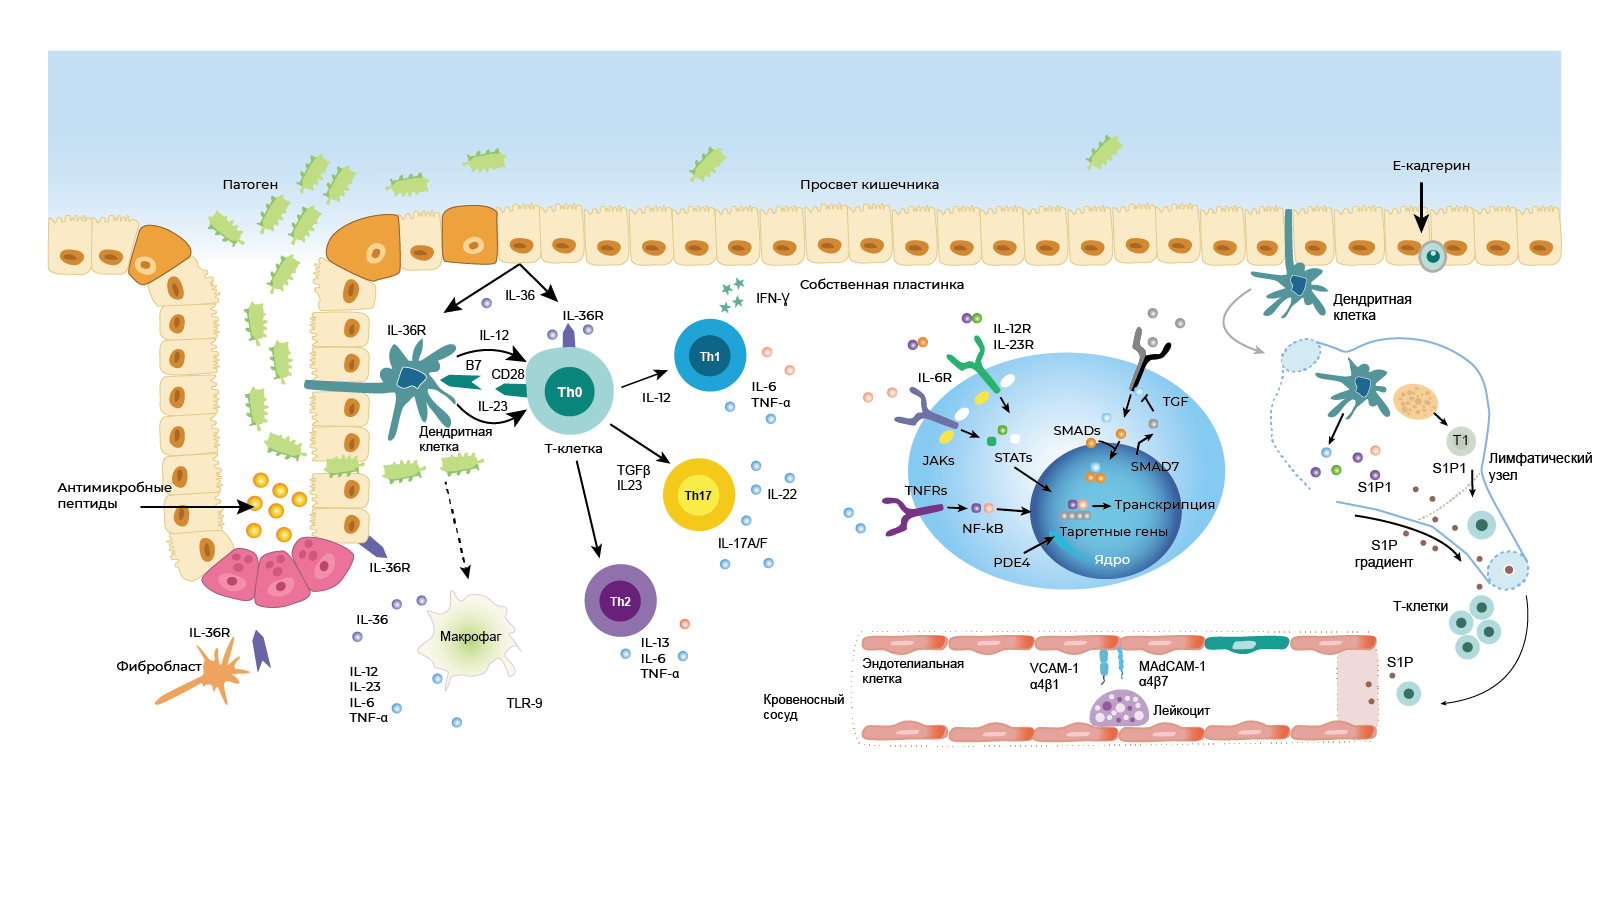 Патоген
Просвет кишечника
Е-кадгерин
Собственная пластинка
IL-36
IL-36R
IL-36R
IL-12
B7
CD28
IL-23
Дендритная
клетка
Th0
Т-клетка
IFN-ɣ
Th1
IL-12
IL-6
TNF-α
TGFβ
IL23
Th17
IL-22
IL-17A/F
Th2
IL-13
IL-6
TNF-α
Антимикробные
пептиды
IL-36R
IL-36R
Фибробласт
IL-36
IL-12
IL-23
IL-6
TNF-α
Макрофаг
TLR-9
IL-12R
IL-23R
IL-6R
TGF
SMADs
SMAD7
JAKs
STATs
TNFRs
NF-kB
Транскрипция
Таргетные гены
PDE4
Ядро
Дендритная
клетка
T1
S1P1
S1P1
Лимфатический
узел
S1P
градиент
Т-клетки
S1P
Эндотелиальная
клетка
VCAM-1
α4β1
MAdCAM-1
α4β7
Лейкоцит
Кровеносный
сосуд